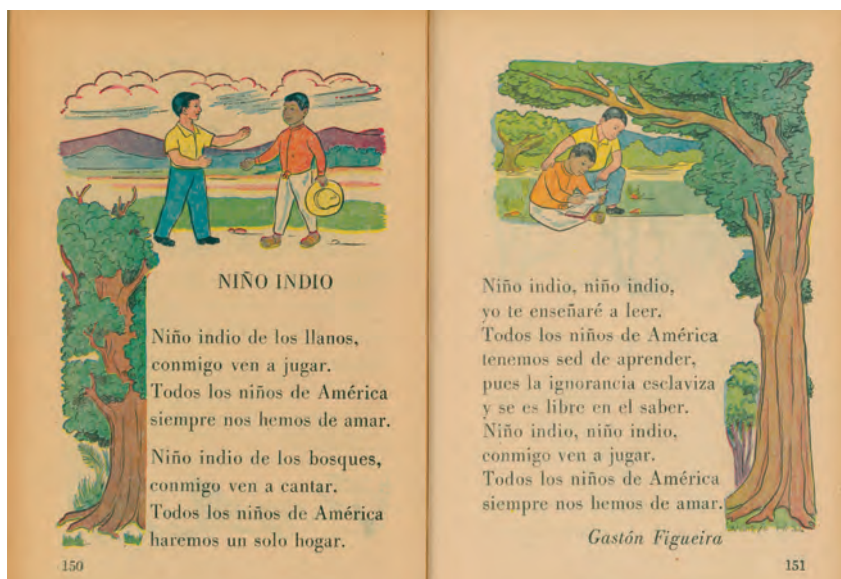 NIÑO INDIO
Niño indio de los llanos,
conmigo ven a jugar.
Todos los niños de América
siempre nos hemos de amar.
Niño indio de los bosques,
conmigo ven a cantar.
Todos los niños de América
haremos un solo hogar.
150
Niño indio, niño indio,
yo te enseñaré a leer.
Todos los niños de América
tenemos sed de aprender,
pues la ignorancia esclaviza
y se es libre en el saber.
Niño indio, niño indio,
conmigo ven a jugar.
Todos los niños de América
siempre nos hemos de amar.
Gastón Figueira
151